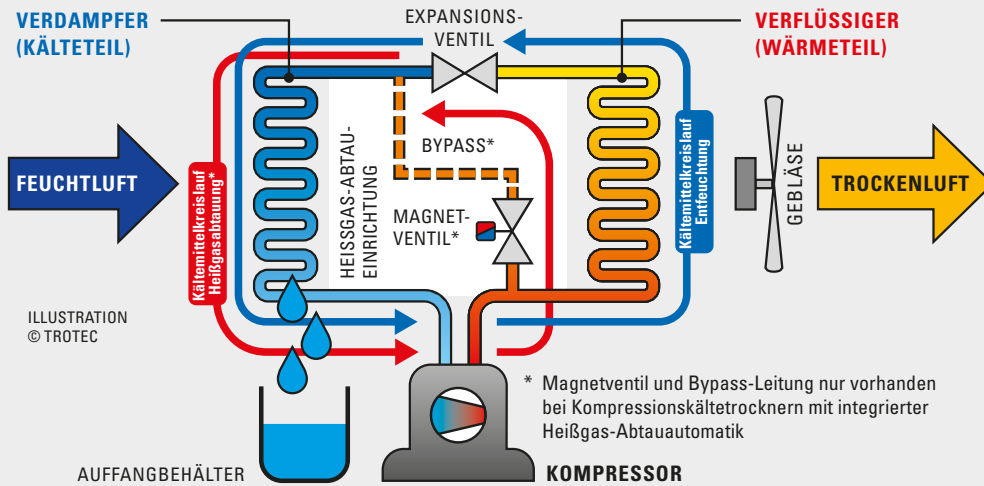 VERDAMPFER
(KÄLTETEIL)
EXPANSIONS-
VENTIL
VERFLÜSSIGER
(WÄRMETEIL)
FEUCHTLUFT
Kältemittelkreislauf
Heißgasabtauung*
HEISSGAS-ABTAU-
EINRICHTUNG
BYPASS*
MAGNET-
VENTIL*
Kältemittelkreislauf
Entfeuchtung
GEBLÄSE
TROCKENLUFT
ILLUSTRATION
© TROTEC
* Magnetventil und Bypass-Leitung nur vorhanden
bei Kompressionskältetrocknern mit integrierter
Heißgas-Abtauautomatik
AUFFANGBEHÄLTER
KOMPRESSOR